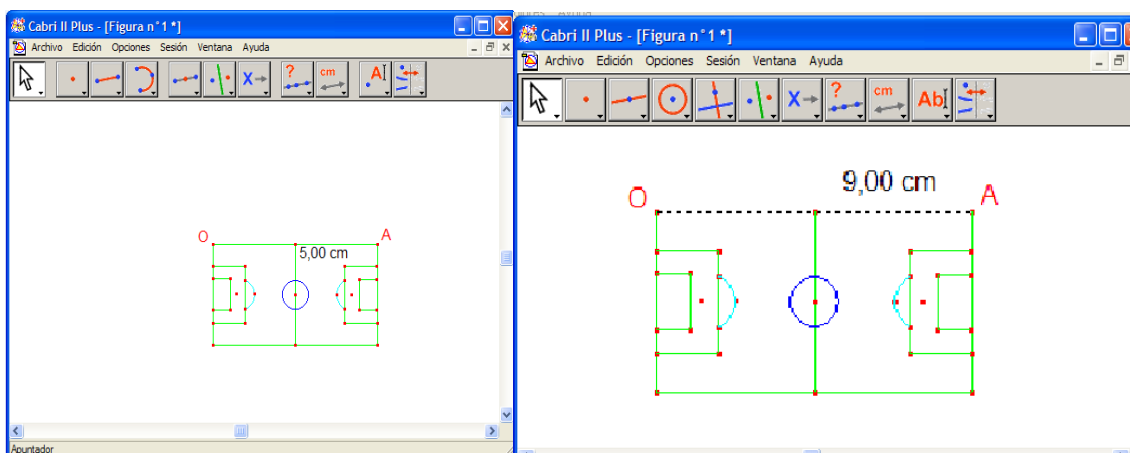 Cabri II Plus - [Figura n°1 *]
Archivo Edición Opciones Sesión Ventana Ayuda
? cm
X A
O A
5,00 cm
Apuntador
Ayuda
Cabri II Plus - [Figura n°1 *]
Archivo Edición Opciones Sesión Ventana Ayuda
? cm
X Ab
9,00 cm
O A